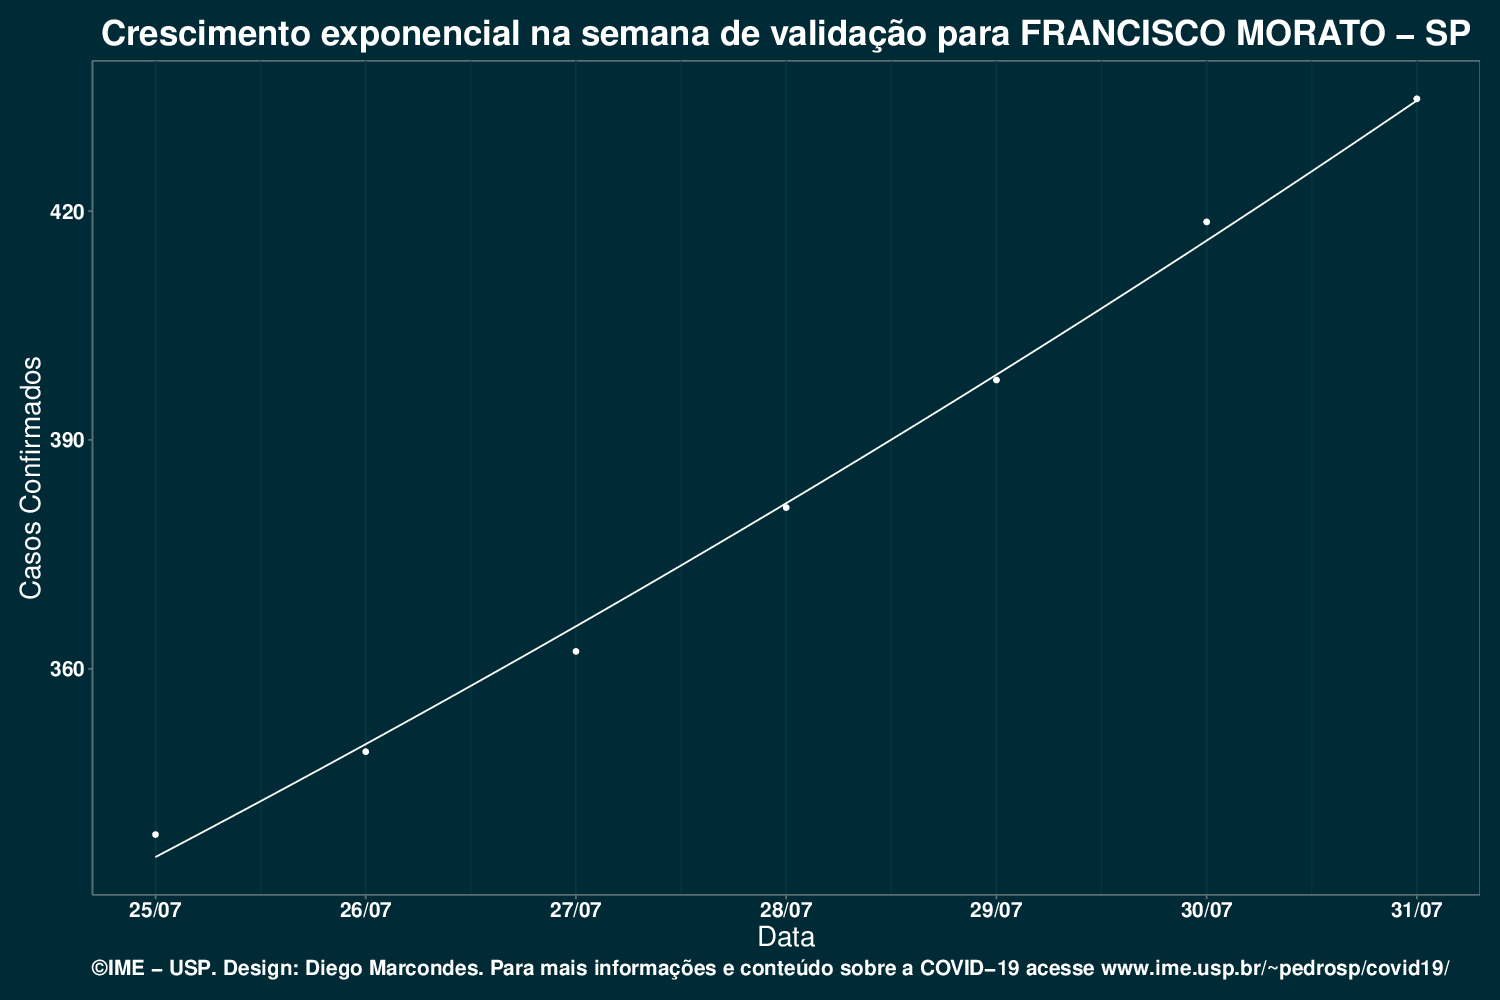 Crescimento exponencial na semana de validação para FRANCISCO MORATO – SP
Casos Confirmados
420
390
360
25/07 26/07 27/07 28/07 29/07 30/07 31/07
Data
©IME – USP. Design: Diego Marcondes. Para mais informações e conteúdo sobre a COVID–19 acesse www.ime.usp.br/~pedrosp/covid19/